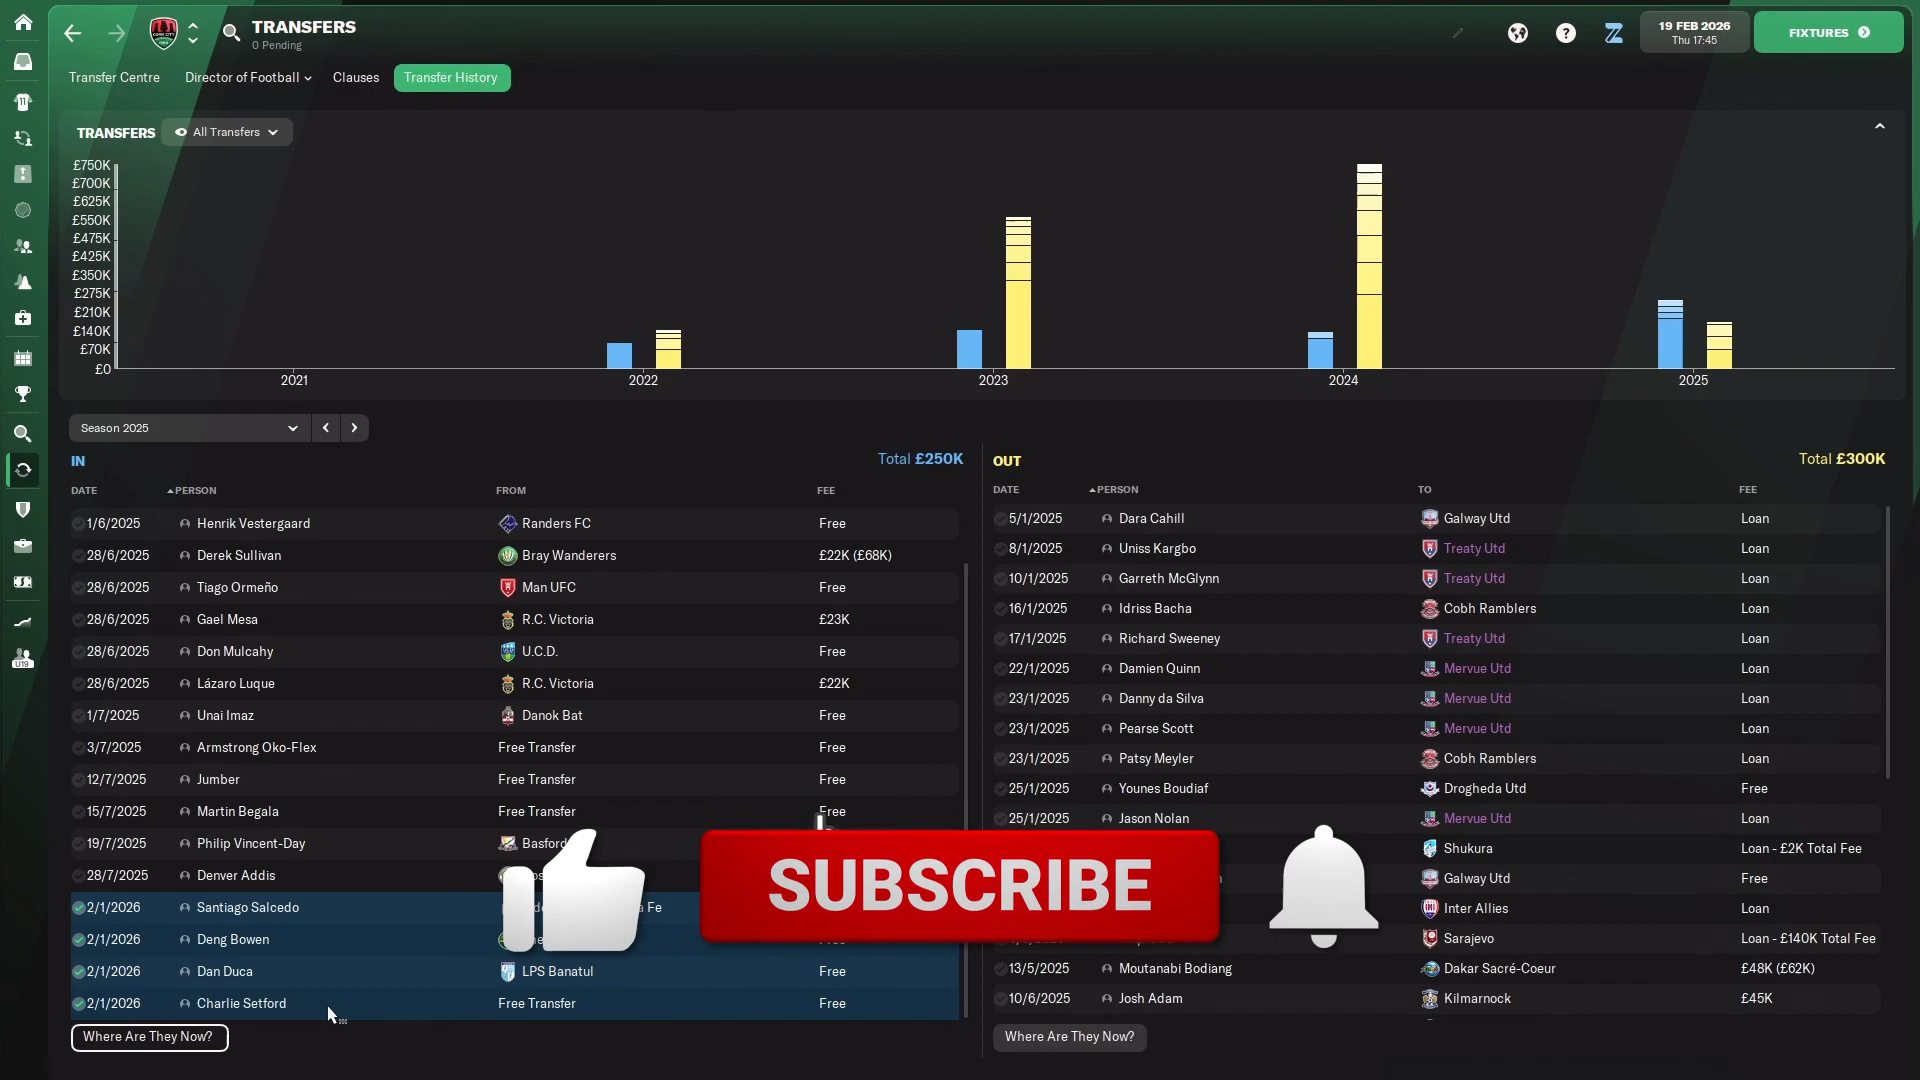 TRANSFERS
0 Pending
19 FEB 2026
Thu 17:45
FIXTURES
Transfer Centre
Director of Football
Clauses
Transfer History
TRANSFERS
All Transfers
£750K
£700K
£625K
£550K
£475K
£425K
£350K
£275K
£210K
£140K
£70K
£0
2021 2022 2023 2024 2025
Season 2025
IN Total £250K
DATE PERSON FROM FEE
1/6/2025 Henrik Vestergaard Randers FC Free
28/6/2025 Derek Sullivan Bray Wanderers £22K (£68K)
28/6/2025 Tiago Ormeño Man UFC Free
28/6/2025 Gael Mesa R.C. Victoria £23K
28/6/2025 Don Mulcahy U.C.D. Free
28/6/2025 Lázaro Luque R.C. Victoria £22K
1/7/2025 Unai Imaz Danok Bat Free
3/7/2025 Armstrong Oko-Flex Free Transfer Free
12/7/2025 Jumber Free Transfer Free
15/7/2025 Martin Begala Free Transfer Free
19/7/2025 Philip Vincent-Day Basford
28/7/2025 Denver Addis
2/1/2026 Santiago Salcedo Fe
2/1/2026 Deng Bowen
2/1/2026 Dan Duca LPS Banatul Free
2/1/2026 Charlie Setford Free Transfer Free
Where Are They Now?
OUT Total £300K
DATE PERSON TO FEE
5/1/2025 Dara Cahill Galway Utd Loan
8/1/2025 Uniss Kargbo Treaty Utd Loan
10/1/2025 Garreth McGlynn Treaty Utd Loan
16/1/2025 Idriss Bacha Cobh Ramblers Loan
17/1/2025 Richard Sweeney Treaty Utd Loan
22/1/2025 Damien Quinn Mervue Utd Loan
23/1/2025 Danny da Silva Mervue Utd Loan
23/1/2025 Pearse Scott Mervue Utd Loan
23/1/2025 Patsy Meyler Cobh Ramblers Loan
25/1/2025 Younes Boudiaf Drogheda Utd Free
25/1/2025 Jason Nolan Mervue Utd Loan
Shukura Loan - £2K Total Fee
Galway Utd Free
Inter Allies Loan
Sarajevo Loan - £140K Total Fee
13/5/2025 Moutanabi Bodiang Dakar Sacré-Coeur £48K (£62K)
10/6/2025 Josh Adam Kilmarnock £45K
Where Are They Now?
SUBSCRIBE
11
U19